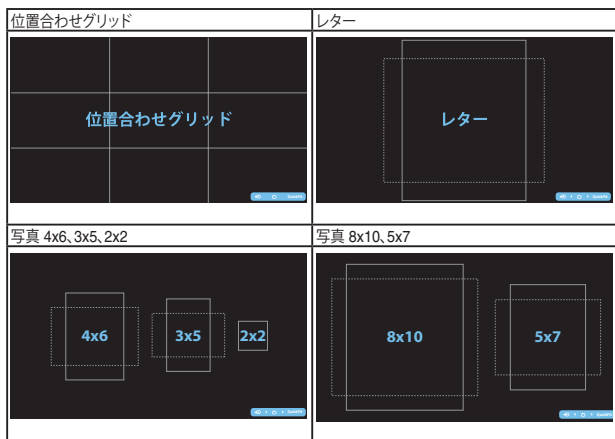 位置合わせグリッド
レター
位置合わせグリッド
レター
写真 4x6、3x5、2x2
写真 8x10、5x7
4x6
3x5
2x2
8x10
5x7